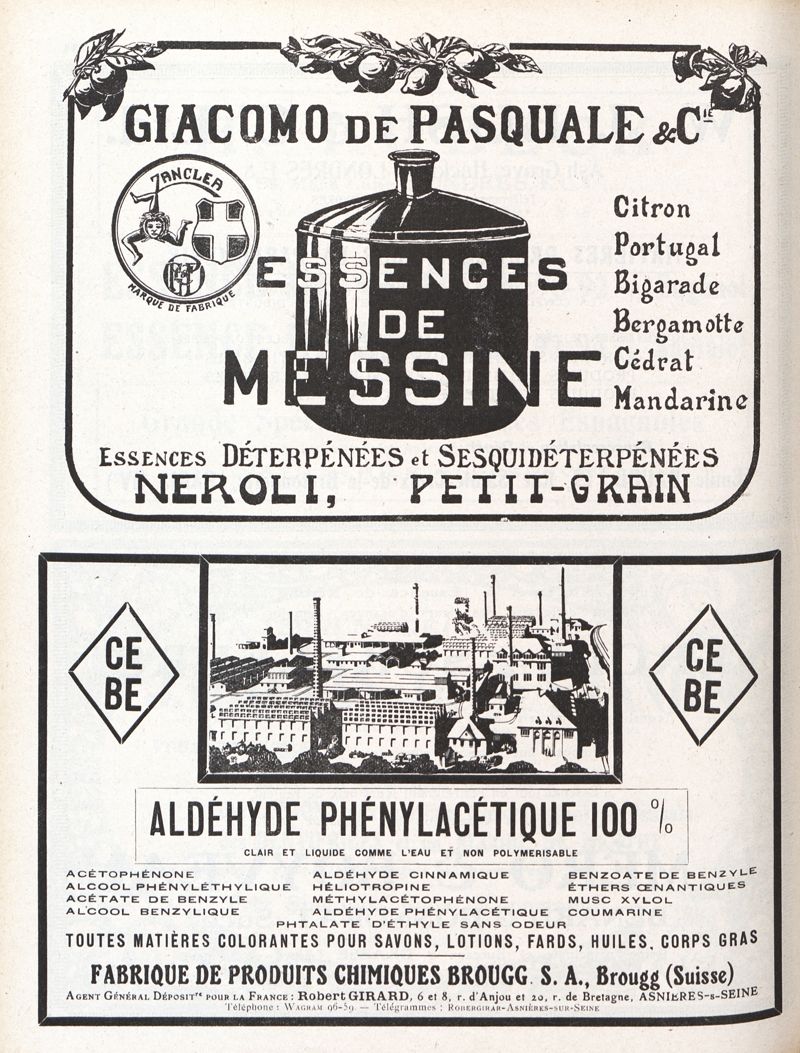 GIACOMO DE PASQUALE & Cie
ZANCLEA
MARQUE DE FABRIQUE
ESSENCES
DE
MESSINE
Citron
Portugal
Bigarade
Bergamotte
Cédrat
Mandarine
ESSENCES DÉTERPÉNÉES et SESQUIDÉTERPÉNÉES
NEROLI, PETIT-GRAIN
CE
BE
CE
BE
ALDÉHYDE PHÉNYLACÉTIQUE 100 %
CLAIR ET LIQUIDE COMME L'EAU ET NON POLYMERISABLE
ACÉTOPHÉNONE
ALCOOL PHÉNYLÉTHYLIQUE
ACÉTATE DE BENZYLE
ALCOOL BENZYLIQUE
ALDÉHYDE CINNAMIQUE
HÉLIOTROPINE
MÉTHYLACÉTOPHÉNONE
ALDÉHYDE PHÉNYLACÉTIQUE
BENZOATE DE BENZYLE
ÉTHERS ŒNANTIQUES
MUSC XYLOL
COUMARINE
PHTALATE D'ÉTHYLE SANS ODEUR
TOUTES MATIÈRES COLORANTES POUR SAVONS, LOTIONS, FARDS, HUILES, CORPS GRAS
FABRIQUE DE PRODUITS CHIMIQUES BROUGG. S. A., Brougg (Suisse)
AGENT GÉNÉRAL DÉPOSITre POUR LA FRANCE : Robert GIRARD, 6 et 8, r. d'Anjou et 20, r. de Bretagne, ASNIÈRES-s-SEINE
Téléphone : WAGRAM 96-59. — Télégrammes : ROBERGIRAR-ASNIÈRES-SUR-SEINE